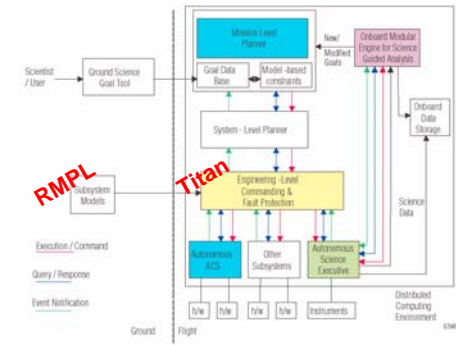 Mission-Level
Planner
New/
Modified
Goals
Onboard Modular
Engine for Science
Guided Analysis
Scientist
/ User
Ground Science
Goal Tool
Goal Data
Base
Model-based
constraints
Onboard
Data
Storage
System - Level Planner
RMPL
Titan
Subsystem
Models
Engineering -Level
Commanding &
Fault Protection
Science
Data
Execution / Command
Query / Response
Event Notification
Autonomous
ACS
Other
Subsystems
Autonomous
Science
Executive
h/w
h/w
h/w
h/w
Instruments
Distributed
Computing
Environment
Ground
Flight